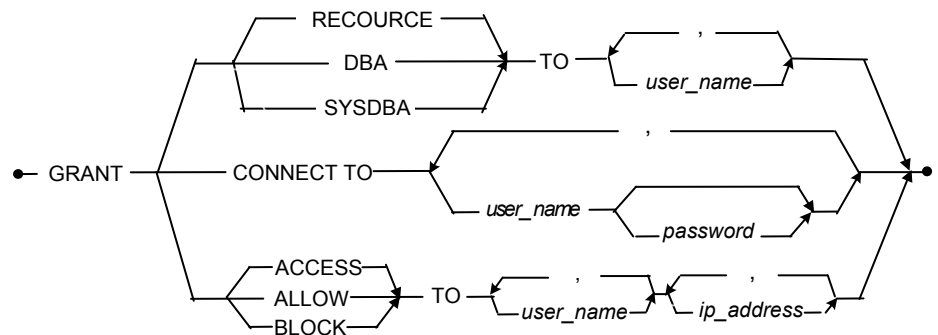 RECOURCE
DBA
SYSDBA
TO
,
user_name
GRANT
CONNECT TO
,
user_name
password
ACCESS
ALLOW
BLOCK
TO
,
user_name
,
ip_address